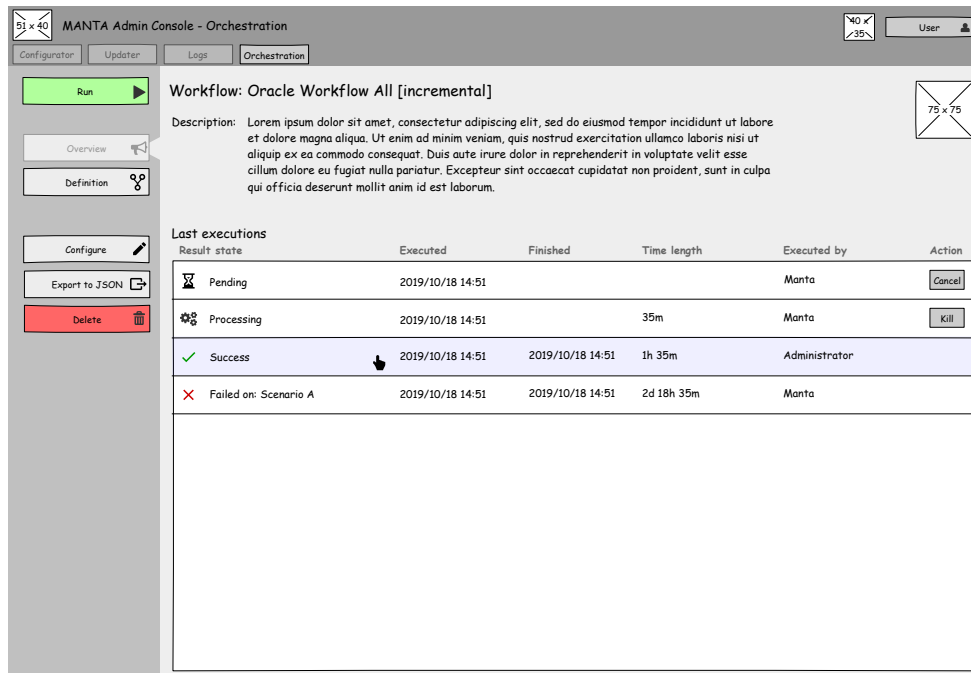 51 x 40 MANTA Admin Console - Orchestration 40 x 35 User
Configurator Updater Logs Orchestration
Run
Workflow: Oracle Workflow All [incremental]
75 x 75
Description: Lorem ipsum dolor sit amet, consectetur adipiscing elit, sed do eiusmod tempor incididunt ut labore
et dolore magna aliqua. Ut enim ad minim veniam, quis nostrud exercitation ullamco laboris nisi ut
aliquip ex ea commodo consequat. Duis aute irure dolor in reprehenderit in voluptate velit esse
cillum dolore eu fugiat nulla pariatur. Excepteur sint occaecat cupidatat non proident, sunt in culpa
qui officia deserunt mollit anim id est laborum.
Overview
Definition
Configure
Export to JSON
Delete
Last executions
Result state Executed Finished Time length Executed by Action
Pending 2019/10/18 14:51 Manta Cancel
Processing 2019/10/18 14:51 35m Manta Kill
Success 2019/10/18 14:51 2019/10/18 14:51 1h 35m Administrator
Failed on: Scenario A 2019/10/18 14:51 2019/10/18 14:51 2d 18h 35m Manta